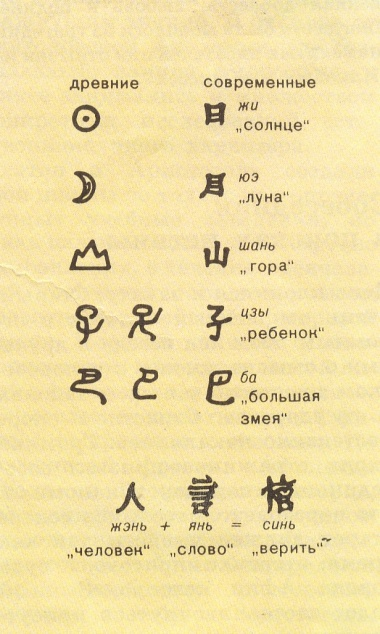 древние современные
日 жи
„солнце“
月 юэ
„луна“
山 шань
„гора“
子 цзы
„ребенок“
巴 ба
„большая
змея“
人 言 信
жэнь + янь = синь
„человек“ „слово“ „верить“